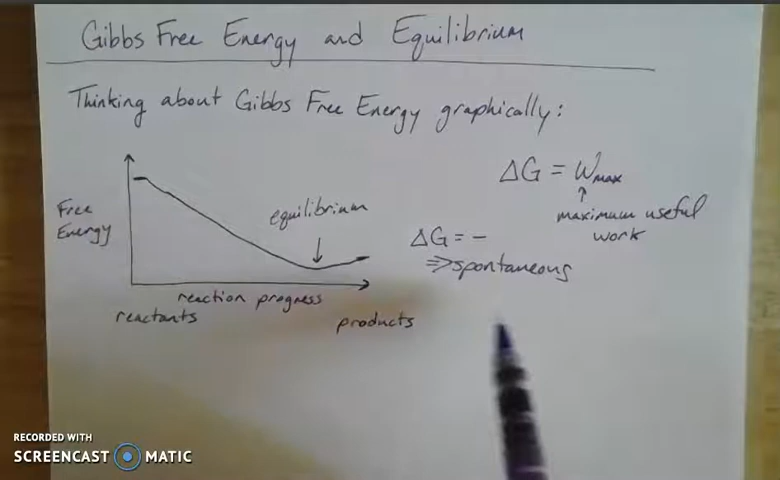 Gibbs Free Energy and Equilibrium
Thinking about Gibbs Free Energy graphically:
Free
Energy
equilibrium
reaction progress
reactants
products
ΔG = Wmax
↑
maximum useful
work
ΔG = −
⇒ spontaneous
RECORDED WITH
SCREENCAST MATIC